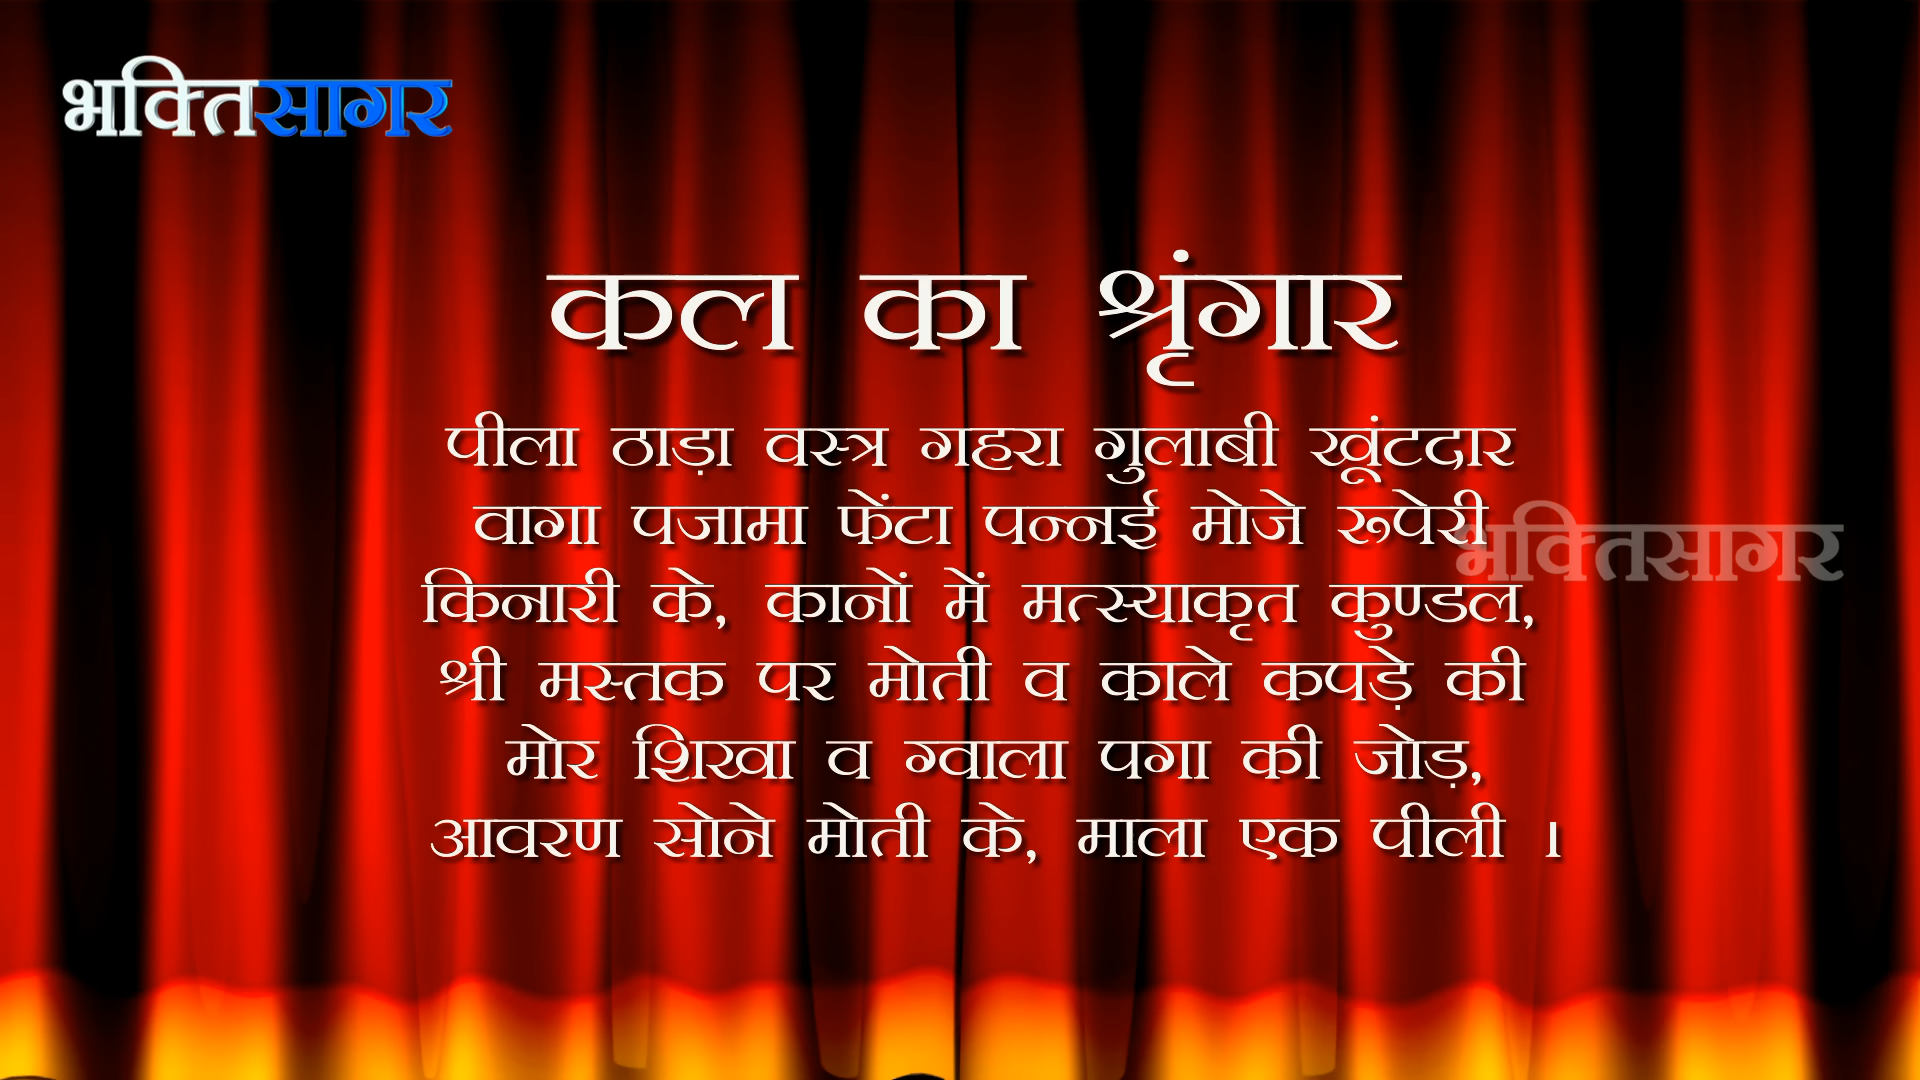 भक्तिसागर
कल का श्रृंगार
पीला ठाड़ा वस्त्र गहरा गुलाबी खूंटदार
वागा पजामा फेंटा पन्नई मोजे रूपेरी
भक्तिसागर
किनारी के, कानों में मत्स्याकृत कुण्डल,
श्री मस्तक पर मोती व काले कपड़े की
मोर शिखा व ग्वाला पगा की जोड़,
आवरण सोने मोती के, माला एक पीली ।